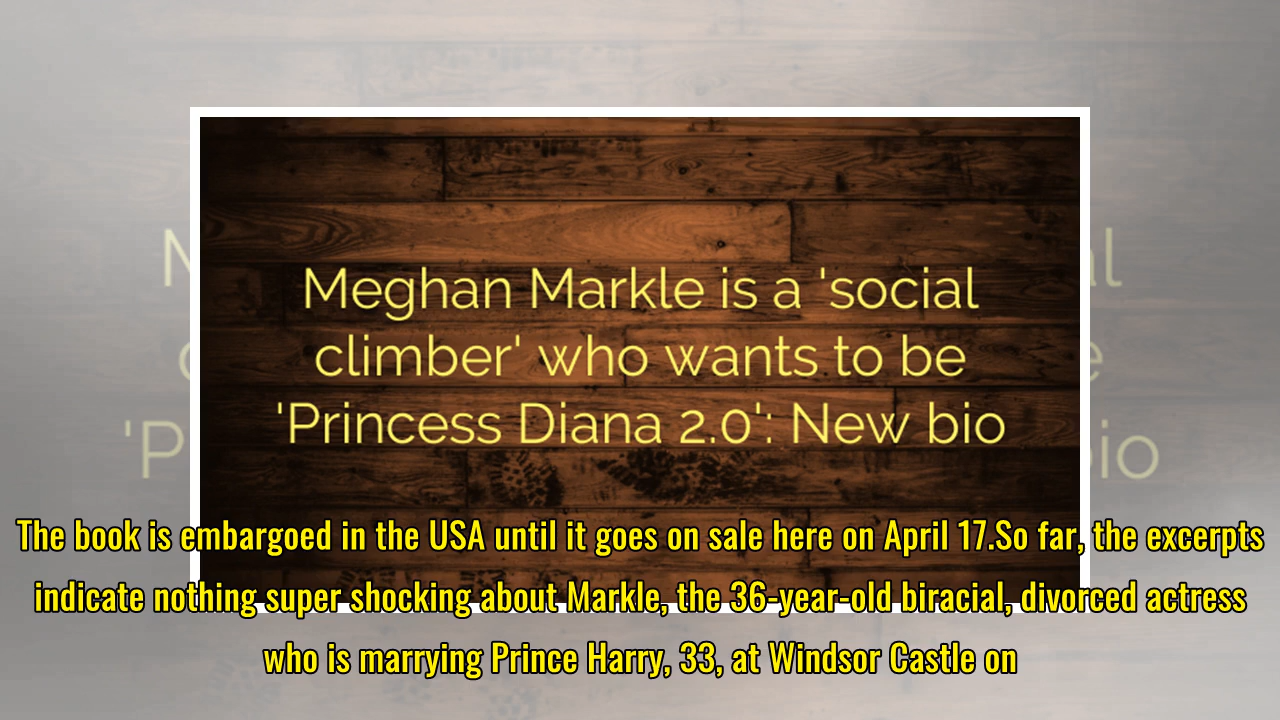 Meghan Markle is a 'social
climber' who wants to be
'Princess Diana 2.0': New bio
The book is embargoed in the USA until it goes on sale here on April 17.So far, the excerpts
indicate nothing super shocking about Markle, the 36-year-old biracial, divorced actress
who is marrying Prince Harry, 33, at Windsor Castle on